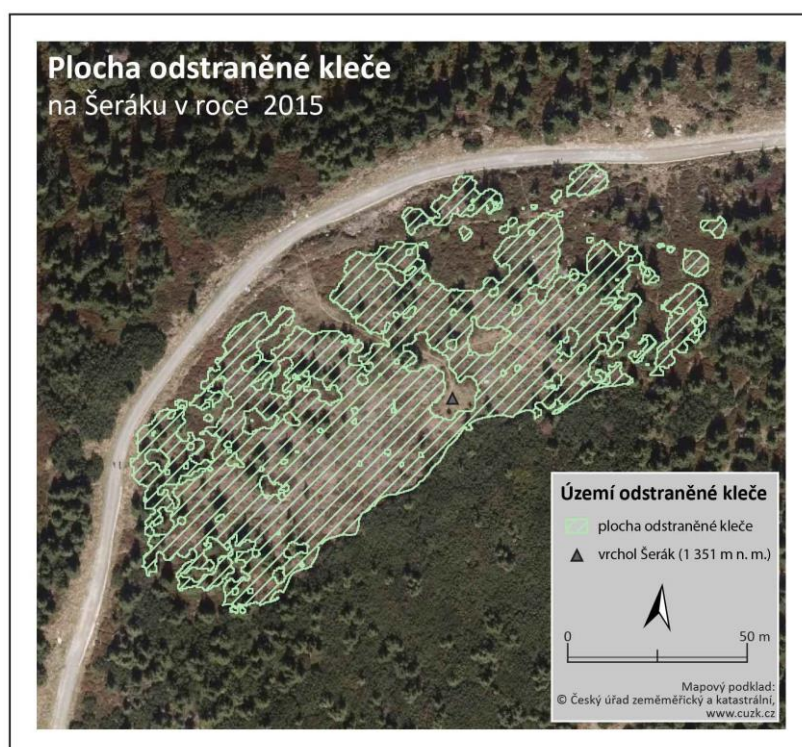 Plocha odstraněné kleče
na Šeráku v roce 2015
Území odstraněné kleče
plocha odstraněné kleče
vrchol Šerák (1 351 m n. m.)
0 50 m
Mapový podklad:
© Český úřad zeměměřický a katastrální,
www.cuzk.cz